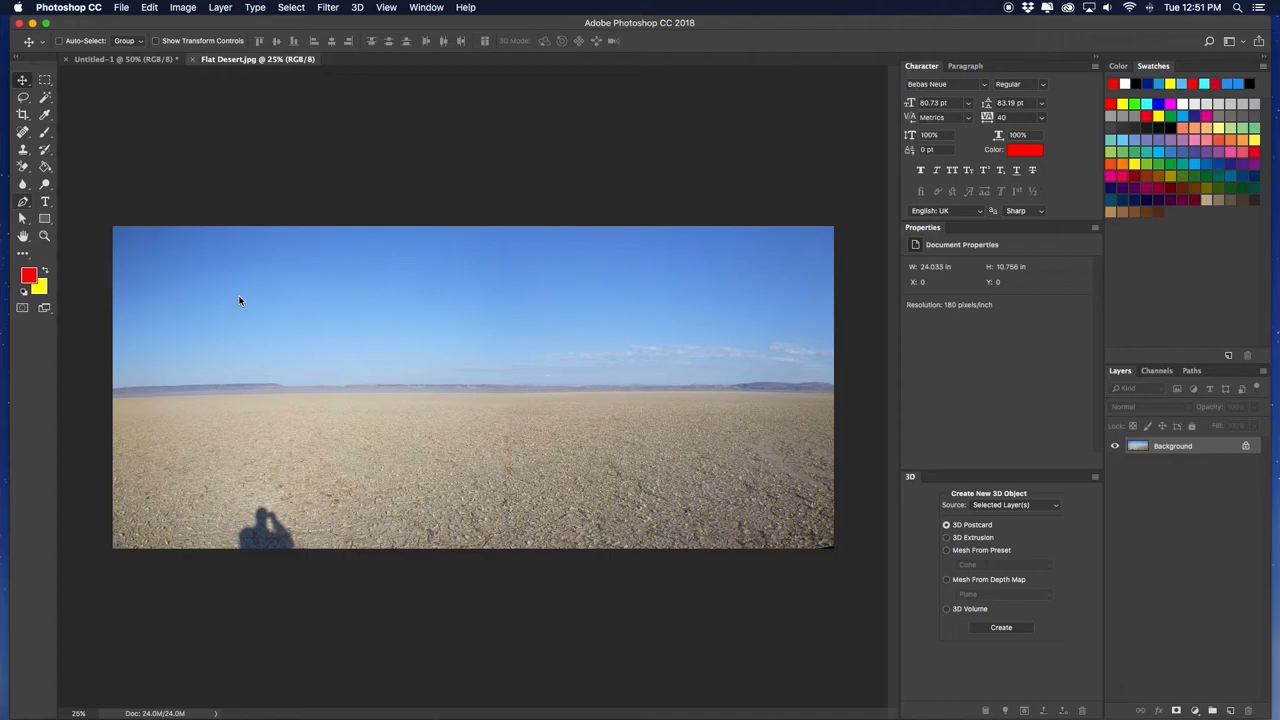 File Edit Image Layer Type Select Filter 3D View Window Help
Tue 12:51 PM
Adobe Photoshop CC 2018
Auto-Select: Group Show Transform Controls 3D Mode:
Untitled-1 @ 50% (RGB/8) * Flat Desert.jpg @ 25% (RGB/8)
Character Paragraph
Bebas Neue Regular
80.73 pt 83.19 pt
Metrics 40
100% 100%
0 pt Color:
English: UK Sharp
Properties
Document Properties
W: 24.033 in H: 10.756 in
X: 0 Y: 0
Resolution: 180 pixels/inch
3D
Create New 3D Object
Source: Selected Layer(s)
3D Postcard
3D Extrusion
Mesh From Preset
Cone
Mesh From Depth Map
Plane
3D Volume
Create
Color Swatches
Layers Channels Paths
Kind
Normal Opacity: 100%
Lock: Fill: 100%
Background
25% Doc: 24.0M/24.0M